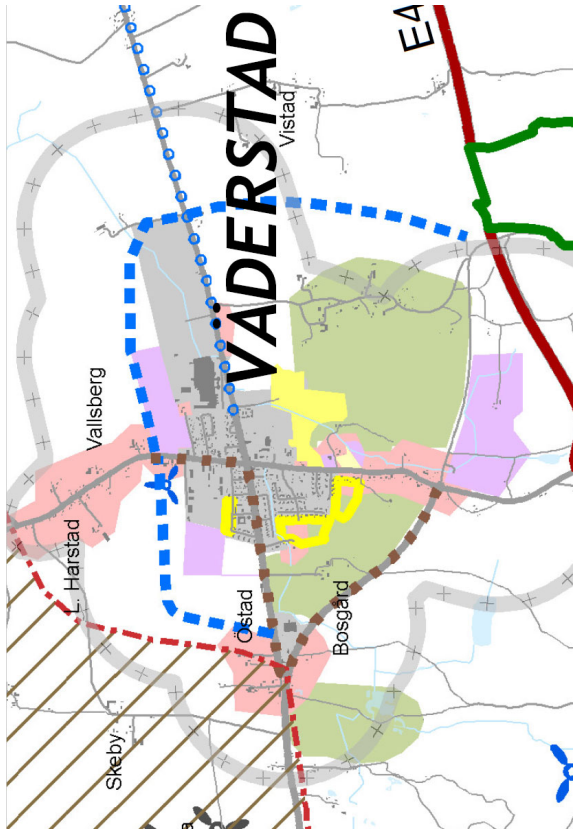 VÄDERSTAD
E4
Vistad
Vallsberg
L. Harstad
Östad
Bosgård
Skeby
a